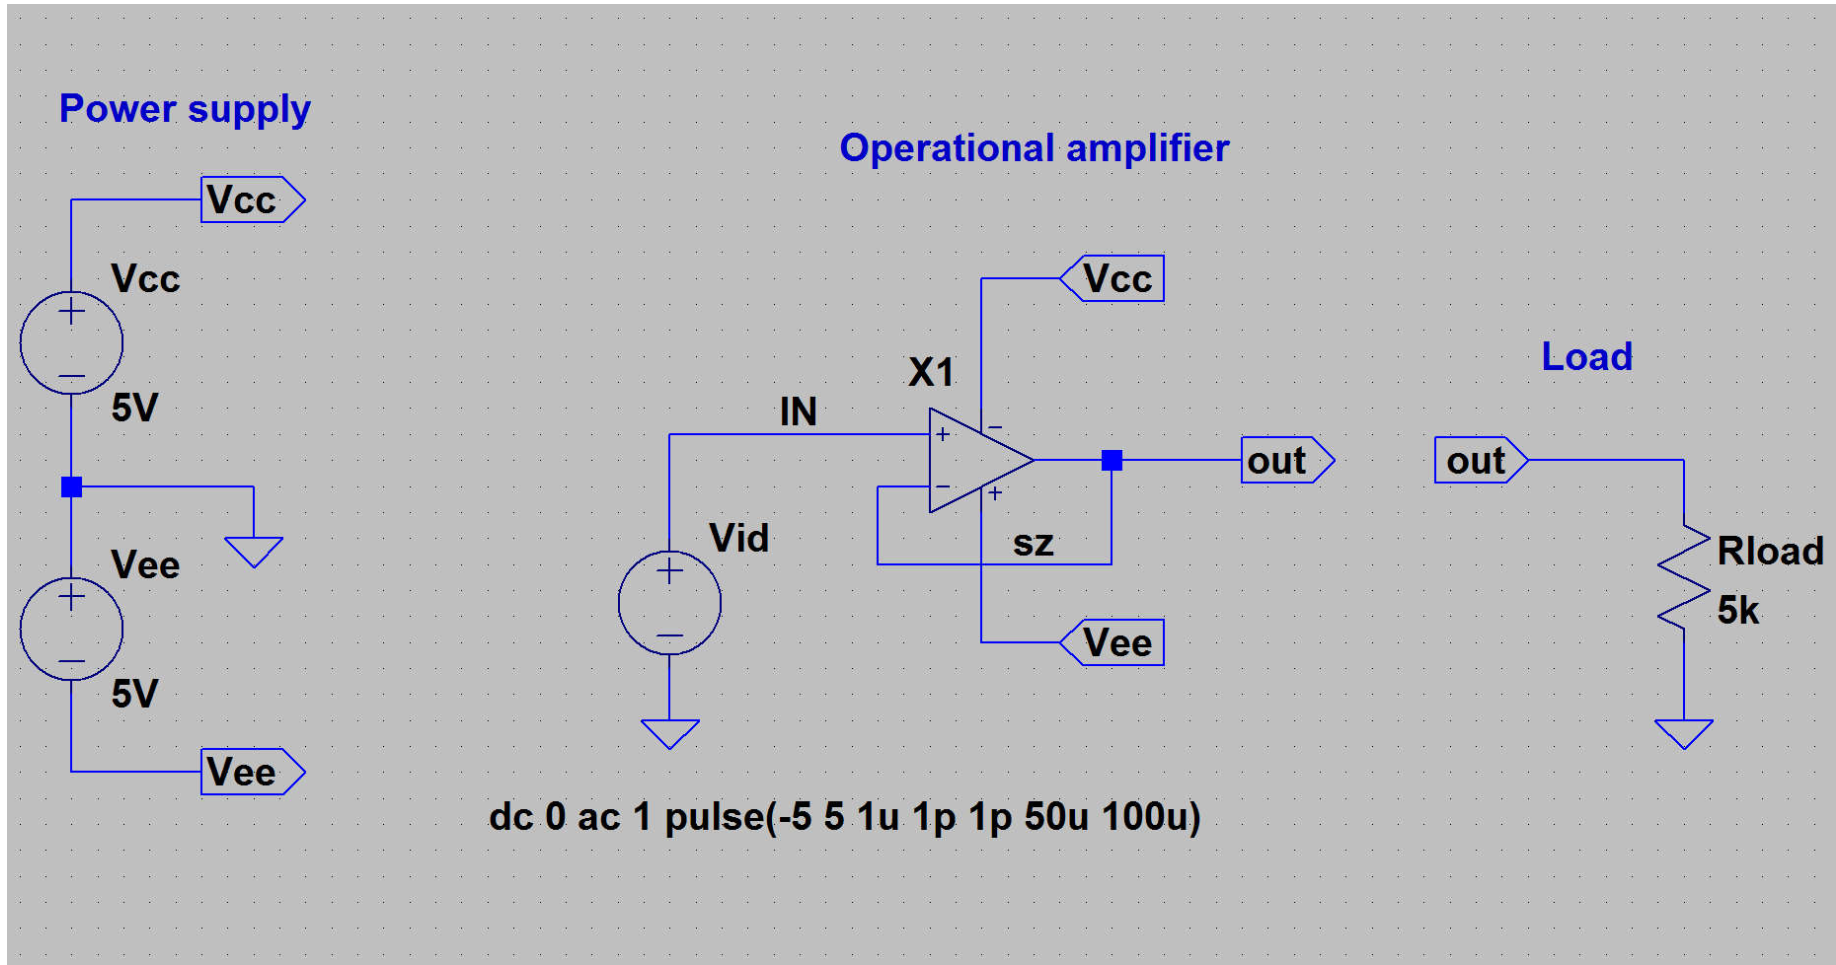 Power supply
Vcc
Vcc
+
−
5V
Vee
+
−
5V
Vee
Operational amplifier
Vcc
X1
IN
+
−
−
+
out
sz
Vid
+
−
Vee
dc 0 ac 1 pulse(-5 5 1u 1p 1p 50u 100u)
Load
out
Rload
5k